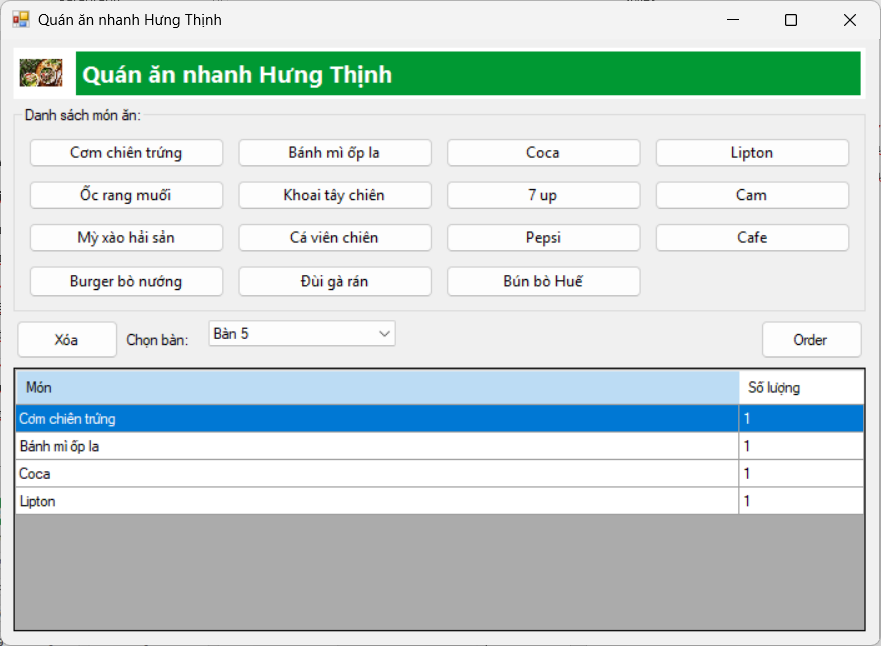 Quán ăn nhanh Hưng Thịnh
Quán ăn nhanh Hưng Thịnh
Danh sách món ăn:
Cơm chiên trứng Bánh mì ốp la Coca Lipton
Ốc rang muối Khoai tây chiên 7 up Cam
Mỳ xào hải sản Cá viên chiên Pepsi Cafe
Burger bò nướng Đùi gà rán Bún bò Huế
Xóa Chọn bàn: Bàn 5 Order
Món Số lượng
Cơm chiên trứng 1
Bánh mì ốp la 1
Coca 1
Lipton 1